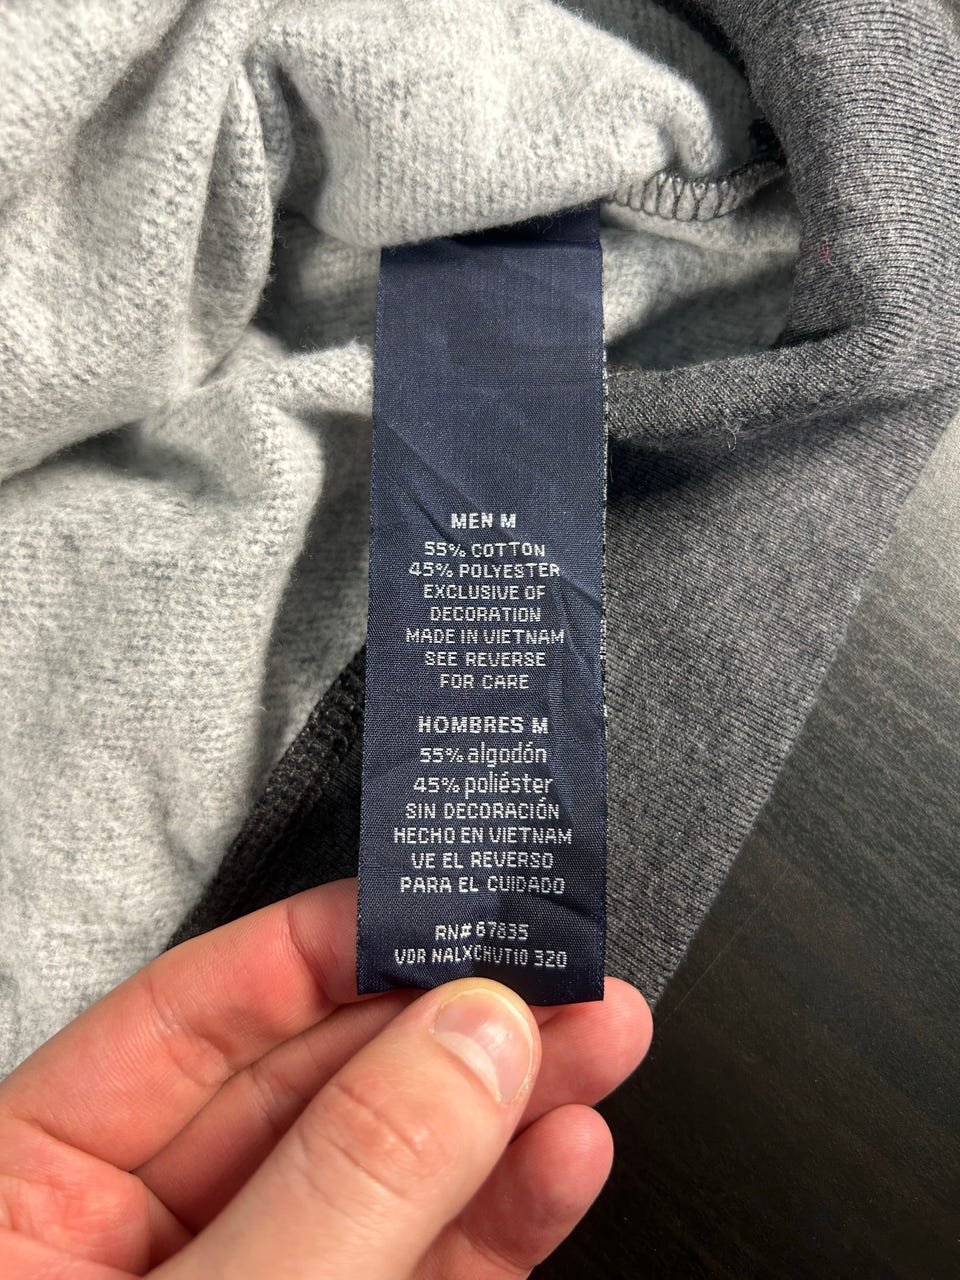 MEN M
55% COTTON
45% POLYESTER
EXCLUSIVE OF
DECORATION
MADE IN VIETNAM
SEE REVERSE
FOR CARE
HOMBRES M
55% algodón
45% poliéster
SIN DECORACIÓN
HECHO EN VIETNAM
VE EL REVERSO
PARA EL CUIDADO
RN# 67835
VDR NALXCHVT10 320